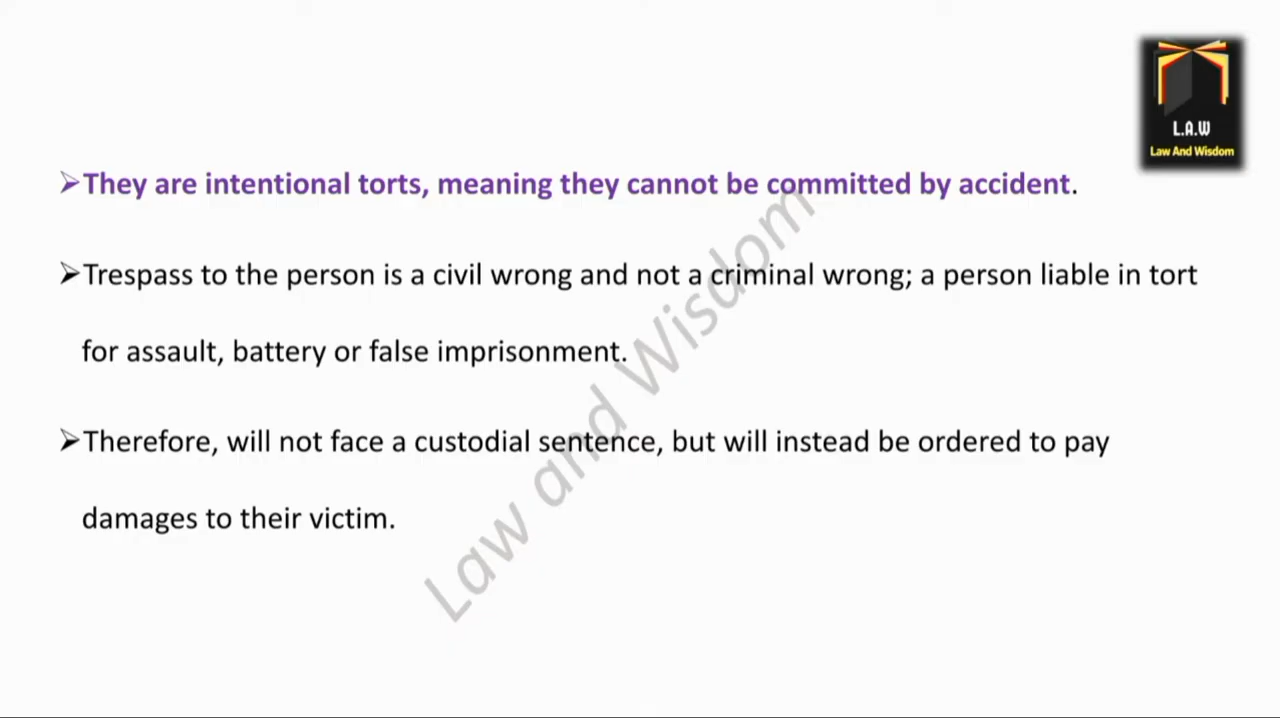 L.A.W
Law And Wisdom
➢They are intentional torts, meaning they cannot be committed by accident.
➢Trespass to the person is a civil wrong and not a criminal wrong; a person liable in tort
for assault, battery or false imprisonment.
➢Therefore, will not face a custodial sentence, but will instead be ordered to pay
damages to their victim.
Law and Wisdom